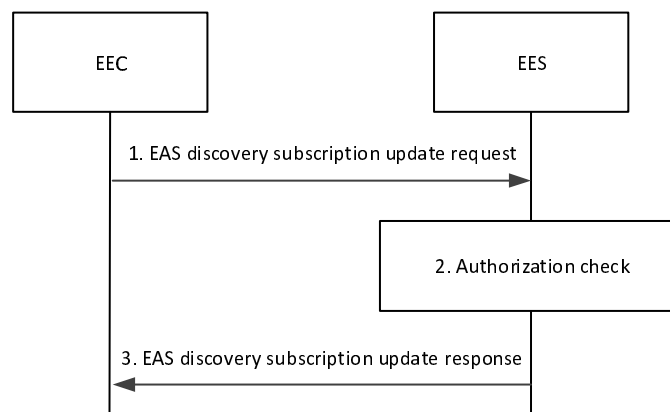 EEC
EES
1. EAS discovery subscription update request
2. Authorization check
3. EAS discovery subscription update response